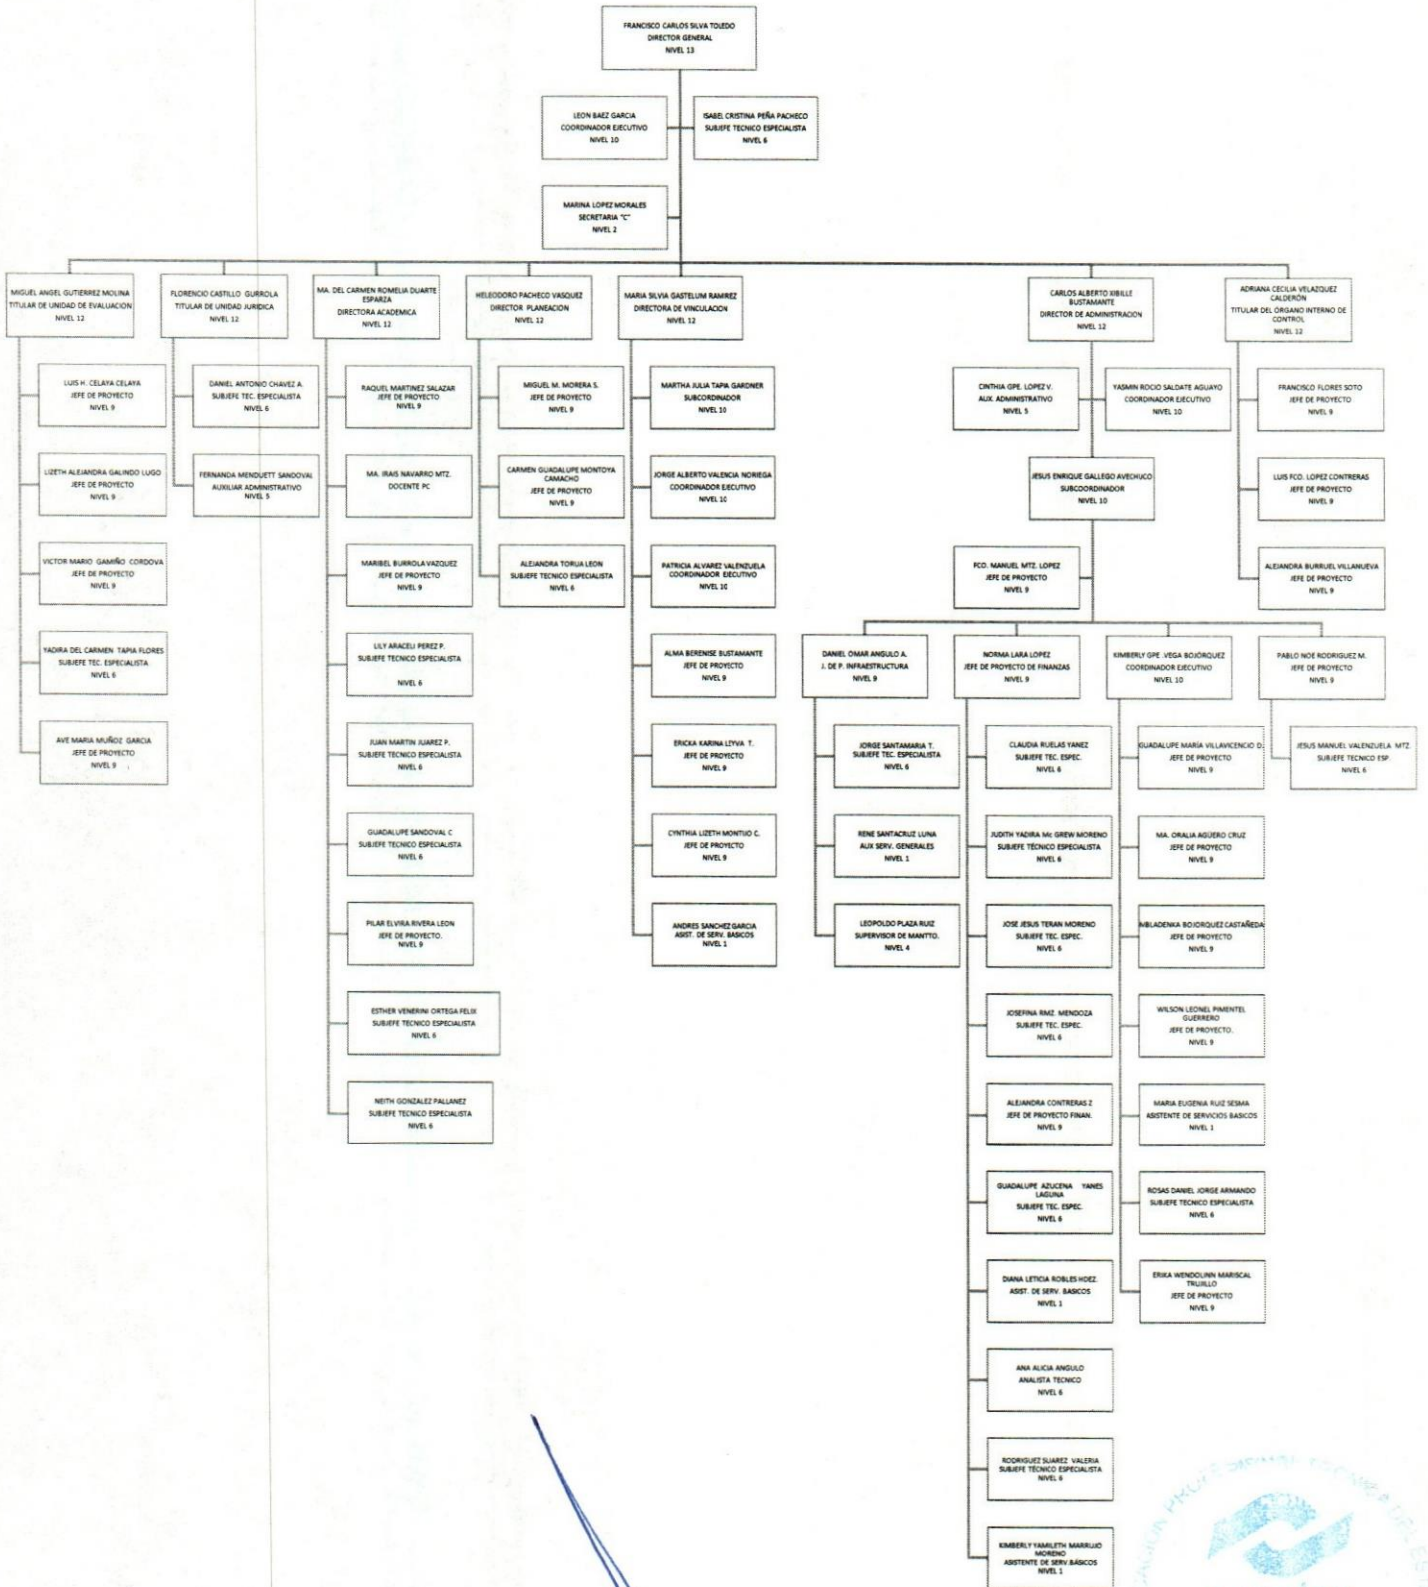 FRANCISCO CARLOS SILVA TOLEDO
DIRECTOR GENERAL
NIVEL 13
LEON BAEZ GARCIA
COORDINADOR EJECUTIVO
NIVEL 10
ISABEL CRISTINA PEÑA PACHECO
SUBJEFE TECNICO ESPECIALISTA
NIVEL 6
MARINA LOPEZ MORALES
SECRETARIA "C"
NIVEL 2
MIGUEL ANGEL GUTIERREZ MOLINA
TITULAR DE UNIDAD DE EVALUACION
NIVEL 12
FLORENCIO CASTILLO GURROLA
TITULAR DE UNIDAD JURIDICA
NIVEL 12
MA. DEL CARMEN ROMELIA DUARTE
ESPARZA
DIRECTORA ACADEMICA
NIVEL 12
HELEODORO PACHECO VASQUEZ
DIRECTOR PLANEACION
NIVEL 12
MARIA SILVIA GASTELUM RAMIREZ
DIRECTORA DE VINCULACION
NIVEL 12
CARLOS ALBERTO XIBILLE
BUSTAMANTE
DIRECTOR DE ADMINISTRACION
NIVEL 12
ADRIANA CECILIA VELAZQUEZ
CALDERÓN
TITULAR DEL ÓRGANO INTERNO DE
CONTROL
NIVEL 12
LUIS H. CELAYA CELAYA
JEFE DE PROYECTO
NIVEL 9
LIZETH ALEJANDRA GALINDO LUGO
JEFE DE PROYECTO
NIVEL 9
VICTOR MARIO GAMIÑO CORDOVA
JEFE DE PROYECTO
NIVEL 9
YADIRA DEL CARMEN TAPIA FLORES
SUBJEFE TEC. ESPECIALISTA
NIVEL 6
AVE MARIA MUÑOZ GARCIA
JEFE DE PROYECTO
NIVEL 9
DANIEL ANTONIO CHAVEZ A.
SUBJEFE TEC. ESPECIALISTA
NIVEL 6
FERNANDA MENDUETT SANDOVAL
AUXILIAR ADMINISTRATIVO
NIVEL 5
RAQUEL MARTINEZ SALAZAR
JEFE DE PROYECTO
NIVEL 9
MA. IRAIS NAVARRO MTZ.
DOCENTE PC
MARIBEL BURROLA VAZQUEZ
JEFE DE PROYECTO
NIVEL 9
LILY ARACELI PEREZ P.
SUBJEFE TECNICO ESPECIALISTA
NIVEL 6
JUAN MARTIN JUAREZ P.
SUBJEFE TECNICO ESPECIALISTA
NIVEL 6
GUADALUPE SANDOVAL C
SUBJEFE TECNICO ESPECIALISTA
NIVEL 6
PILAR ELVIRA RIVERA LEON
JEFE DE PROYECTO.
NIVEL 9
ESTHER VENERINI ORTEGA FELIX
SUBJEFE TECNICO ESPECIALISTA
NIVEL 6
NEITH GONZALEZ PALLANEZ
SUBJEFE TECNICO ESPECIALISTA
NIVEL 6
MIGUEL M. MORERA S.
JEFE DE PROYECTO
NIVEL 9
CARMEN GUADALUPE MONTOYA
CAMACHO
JEFE DE PROYECTO
NIVEL 9
ALEJANDRA TORUA LEON
SUBJEFE TECNICO ESPECIALISTA
NIVEL 6
MARTHA JULIA TAPIA GARDNER
SUBCORDINADOR
NIVEL 10
JORGE ALBERTO VALENCIA NORIEGA
COORDINADOR EJECUTIVO
NIVEL 10
PATRICIA ALVAREZ VALENZUELA
COORDINADOR EJECUTIVO
NIVEL 10
ALMA BERENISE BUSTAMANTE
JEFE DE PROYECTO
NIVEL 9
ERICKA KARINA LEYVA T.
JEFE DE PROYECTO
NIVEL 9
CYNTHIA LIZETH MONTIJO C.
JEFE DE PROYECTO
NIVEL 9
ANDRES SANCHEZ GARCIA
ASIST. DE SERV. BASICOS
NIVEL 1
CINTHIA GPE. LOPEZ V.
AUX. ADMINISTRATIVO
NIVEL 5
YASMIN ROCIO SALDATE AGUAYO
COORDINADOR EJECUTIVO
NIVEL 10
JESUS ENRIQUE GALLEGO AVECHUCO
SUBCOORDINADOR
NIVEL 10
FCO. MANUEL MTZ. LOPEZ
JEFE DE PROYECTO
NIVEL 9
FRANCISCO FLORES SOTO
JEFE DE PROYECTO
NIVEL 9
LUIS FCO. LOPEZ CONTRERAS
JEFE DE PROYECTO
NIVEL 9
ALEJANDRA BURRUEL VILLANUEVA
JEFE DE PROYECTO
NIVEL 9
DANIEL OMAR ANGULO A.
J. DE P. INFRAESTRUCTURA
NIVEL 9
NORMA LARA LOPEZ
JEFE DE PROYECTO DE FINANZAS
NIVEL 9
KIMBERLY GPE .VEGA BOJÓRQUEZ
COORDINADOR EJECUTIVO
NIVEL 10
PABLO NOE RODRIGUEZ M.
JEFE DE PROYECTO
NIVEL 9
JORGE SANTAMARIA T.
SUBJEFE TEC. ESPECIALISTA
NIVEL 6
RENE SANTACRUZ LUNA
AUX SERV. GENERALES
NIVEL 1
LEOPOLDO PLAZA RUIZ
SUPERVISOR DE MANTTO.
NIVEL 4
CLAUDIA RUELAS YANEZ
SUBJEFE TEC. ESPEC.
NIVEL 6
JUDITH YADIRA Mc GREW MORENO
SUBJEFE TÉCNICO ESPECIALISTA
NIVEL 6
JOSE JESUS TERAN MORENO
SUBJEFE TEC. ESPEC.
NIVEL 6
JOSEFINA RMZ. MENDOZA
SUBJEFE TEC. ESPEC.
NIVEL 6
ALEJANDRA CONTRERAS Z
JEFE DE PROYECTO FINAN.
NIVEL 9
GUADALUPE AZUCENA YANES
LAGUNA
SUBJEFE TEC. ESPEC.
NIVEL 6
DIANA LETICIA ROBLES HDEZ.
ASIST. DE SERV. BASICOS
NIVEL 1
ANA ALICIA ANGULO
ANALISTA TECNICO
NIVEL 6
RODRIGUEZ SUAREZ VALERIA
SUBJEFE TÉCNICO ESPECIALISTA
NIVEL 6
KIMBERLY YAMILETH MARRUJO
MORENO
ASISTENTE DE SERV.BÁSICOS
NIVEL 1
GUADALUPE MARÍA VILLAVICENCIO D.
JEFE DE PROYECTO
NIVEL 9
MA. ORALIA AGÜERO CRUZ
JEFE DE PROYECTO
NIVEL 9
MBLADENKA BOJORQUEZ CASTAÑEDA
JEFE DE PROYECTO
NIVEL 9
WILSON LEONEL PIMENTEL
GUERRERO
JEFE DE PROYECTO.
NIVEL 9
MARIA EUGENIA RUIZ SESMA
ASISTENTE DE SERVICIOS BASICOS
NIVEL 1
ROSAS DANIEL JORGE ARMANDO
SUBJEFE TECNICO ESPECIALISTA
NIVEL 6
ERIKA WENDOLINN MARISCAL
TRUJILLO
JEFE DE PROYECTO
NIVEL 9
JESUS MANUEL VALENZUELA MTZ.
SUBJEFE TECNICO ESP.
NIVEL 6